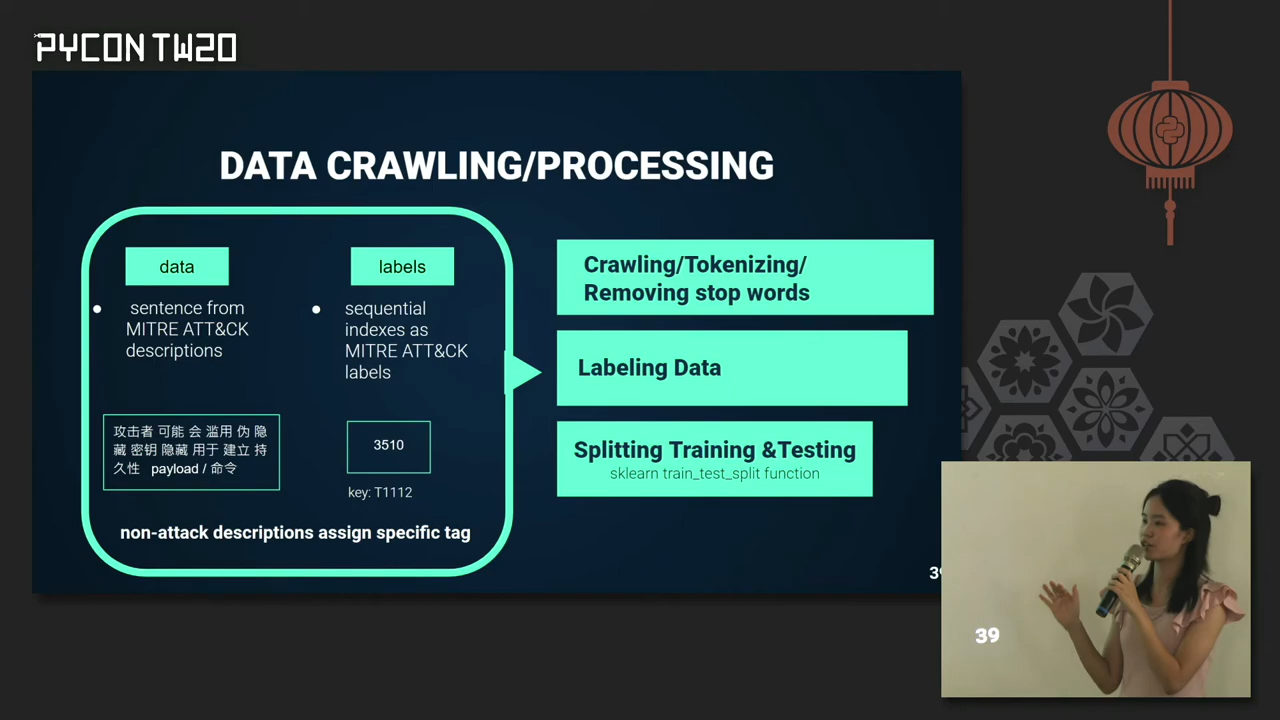 PYCON TW20
DATA CRAWLING/PROCESSING
data
● sentence from
MITRE ATT&CK
descriptions
攻击者 可能 会 滥用 伪 隐
藏 密钥 隐藏 用于 建立 持
久性 payload / 命令
labels
● sequential
indexes as
MITRE ATT&CK
labels
3510
key: T1112
non-attack descriptions assign specific tag
Crawling/Tokenizing/
Removing stop words
Labeling Data
Splitting Training &Testing
sklearn train_test_split function
39